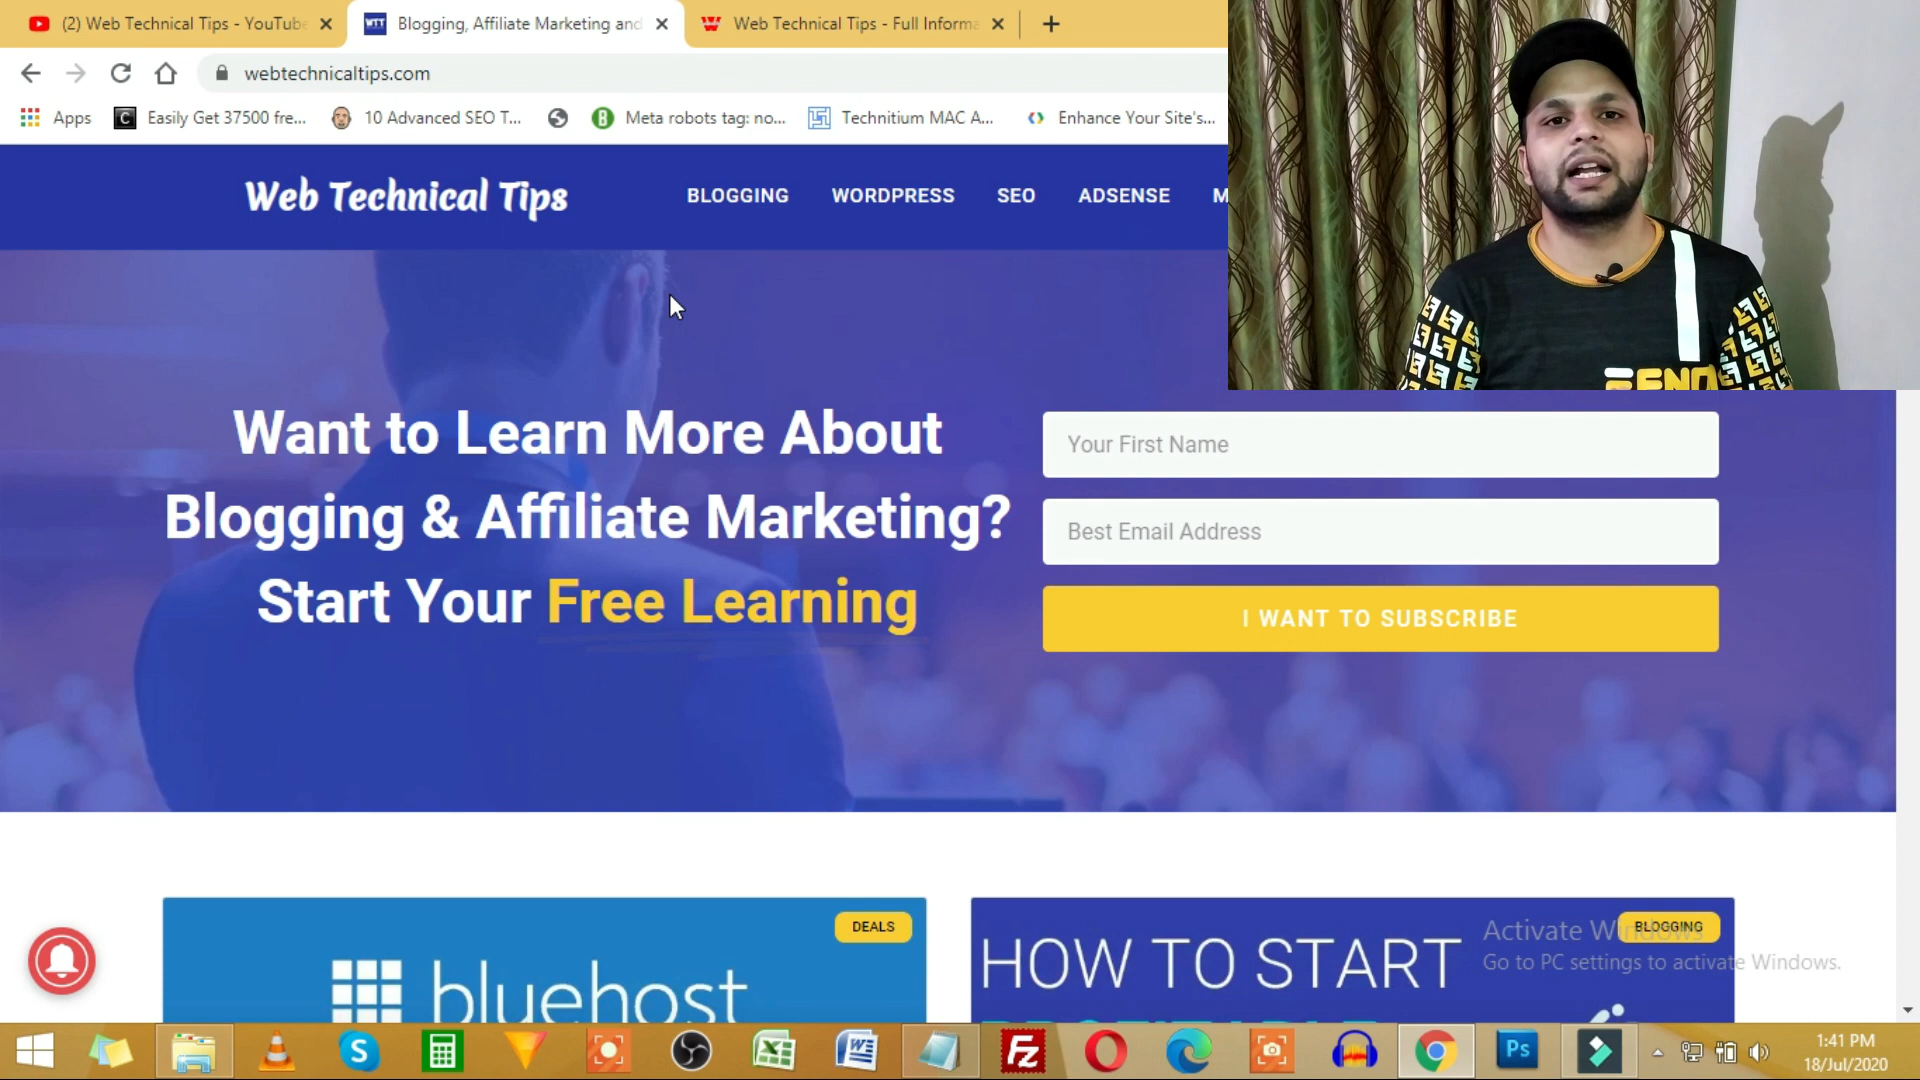 (2) Web Technical Tips - YouTube
Blogging, Affiliate Marketing and
Web Technical Tips - Full Informa
webtechnicaltips.com
Apps
Easily Get 37500 fre...
10 Advanced SEO T...
Meta robots tag: no...
Technitium MAC A...
Enhance Your Site's...
Web Technical Tips
BLOGGING
WORDPRESS
SEO
ADSENSE
M
Want to Learn More About
Blogging & Affiliate Marketing?
Start Your Free Learning
Your First Name
Best Email Address
I WANT TO SUBSCRIBE
DEALS
bluehost
BLOGGING
HOW TO START
Activate Windows
Go to PC settings to activate Windows.
1:41 PM
18/Jul/2020